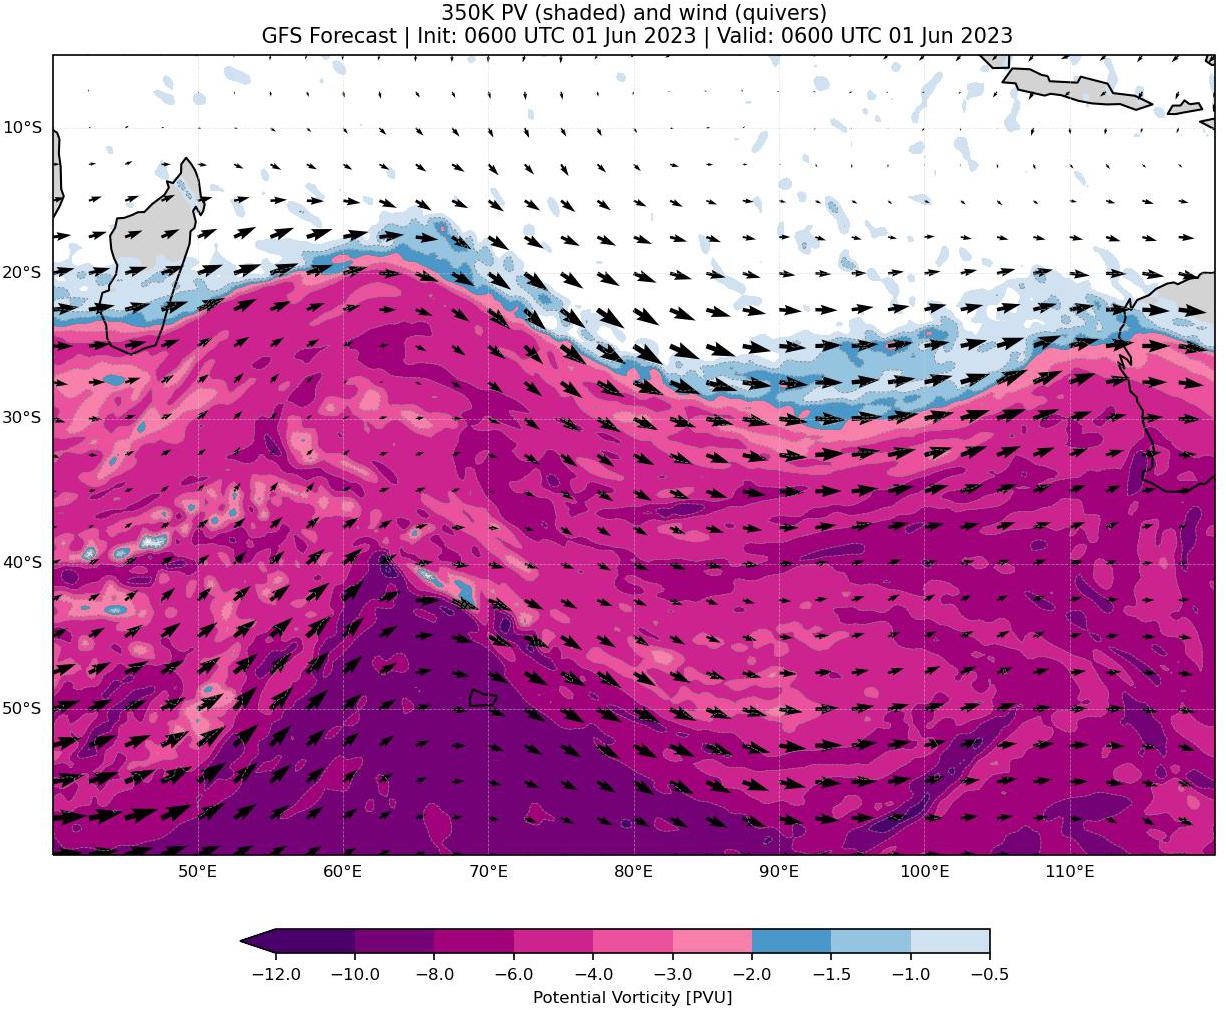 350K PV (shaded) and wind (quivers)
GFS Forecast | Init: 0600 UTC 01 Jun 2023 | Valid: 0600 UTC 01 Jun 2023
10°S
20°S
30°S
40°S
50°S
50°E 60°E 70°E 80°E 90°E 100°E 110°E
−12.0 −10.0 −8.0 −6.0 −4.0 −3.0 −2.0 −1.5 −1.0 −0.5
Potential Vorticity [PVU]